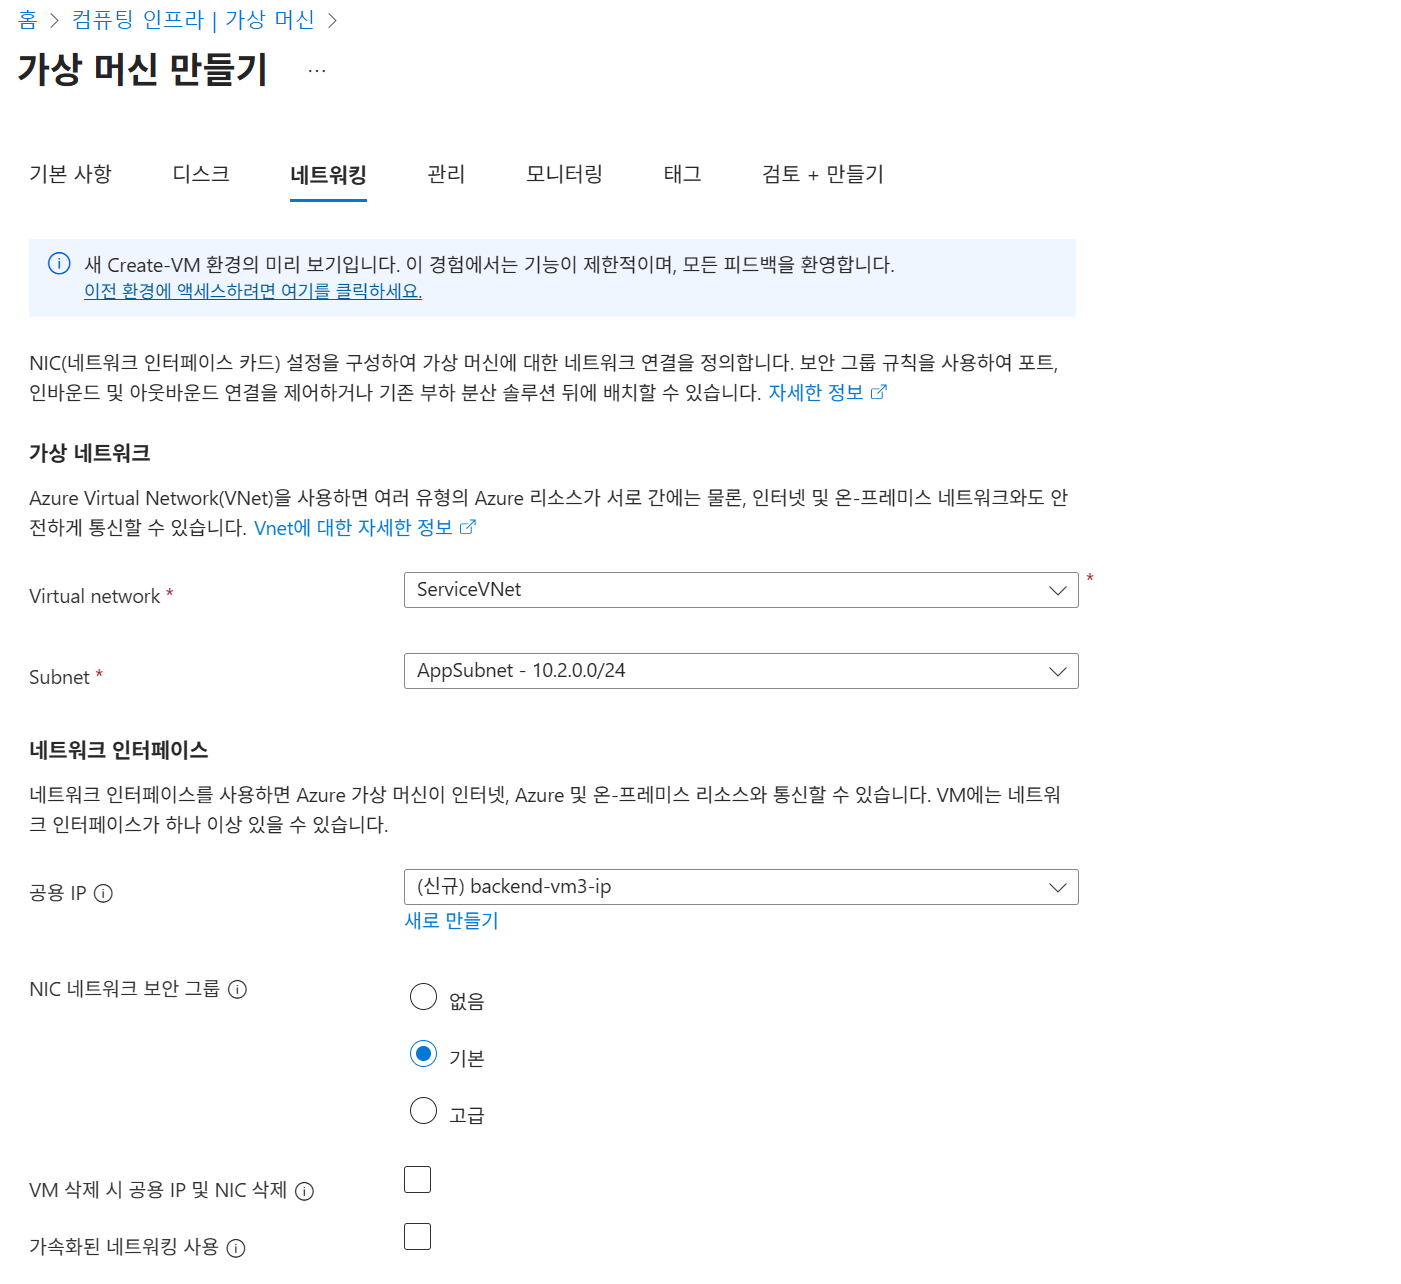 홈 > 컴퓨팅 인프라 | 가상 머신 >
가상 머신 만들기 ...
기본 사항 디스크 네트워킹 관리 모니터링 태그 검토 + 만들기
새 Create-VM 환경의 미리 보기입니다. 이 경험에서는 기능이 제한적이며, 모든 피드백을 환영합니다.
이전 환경에 액세스하려면 여기를 클릭하세요.
NIC(네트워크 인터페이스 카드) 설정을 구성하여 가상 머신에 대한 네트워크 연결을 정의합니다. 보안 그룹 규칙을 사용하여 포트,
인바운드 및 아웃바운드 연결을 제어하거나 기존 부하 분산 솔루션 뒤에 배치할 수 있습니다. 자세한 정보
가상 네트워크
Azure Virtual Network(VNet)을 사용하면 여러 유형의 Azure 리소스가 서로 간에는 물론, 인터넷 및 온-프레미스 네트워크와도 안
전하게 통신할 수 있습니다. Vnet에 대한 자세한 정보
Virtual network * ServiceVNet *
Subnet * AppSubnet - 10.2.0.0/24
네트워크 인터페이스
네트워크 인터페이스를 사용하면 Azure 가상 머신이 인터넷, Azure 및 온-프레미스 리소스와 통신할 수 있습니다. VM에는 네트워
크 인터페이스가 하나 이상 있을 수 있습니다.
공용 IP (신규) backend-vm3-ip
새로 만들기
NIC 네트워크 보안 그룹
없음
기본
고급
VM 삭제 시 공용 IP 및 NIC 삭제
가속화된 네트워킹 사용